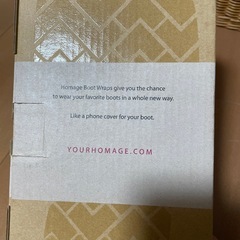 Homage Boot Wraps give you the chance
to wear your favorite boots in a whole new way.
Like a phone cover for your boot.
YOURHOMAGE.COM